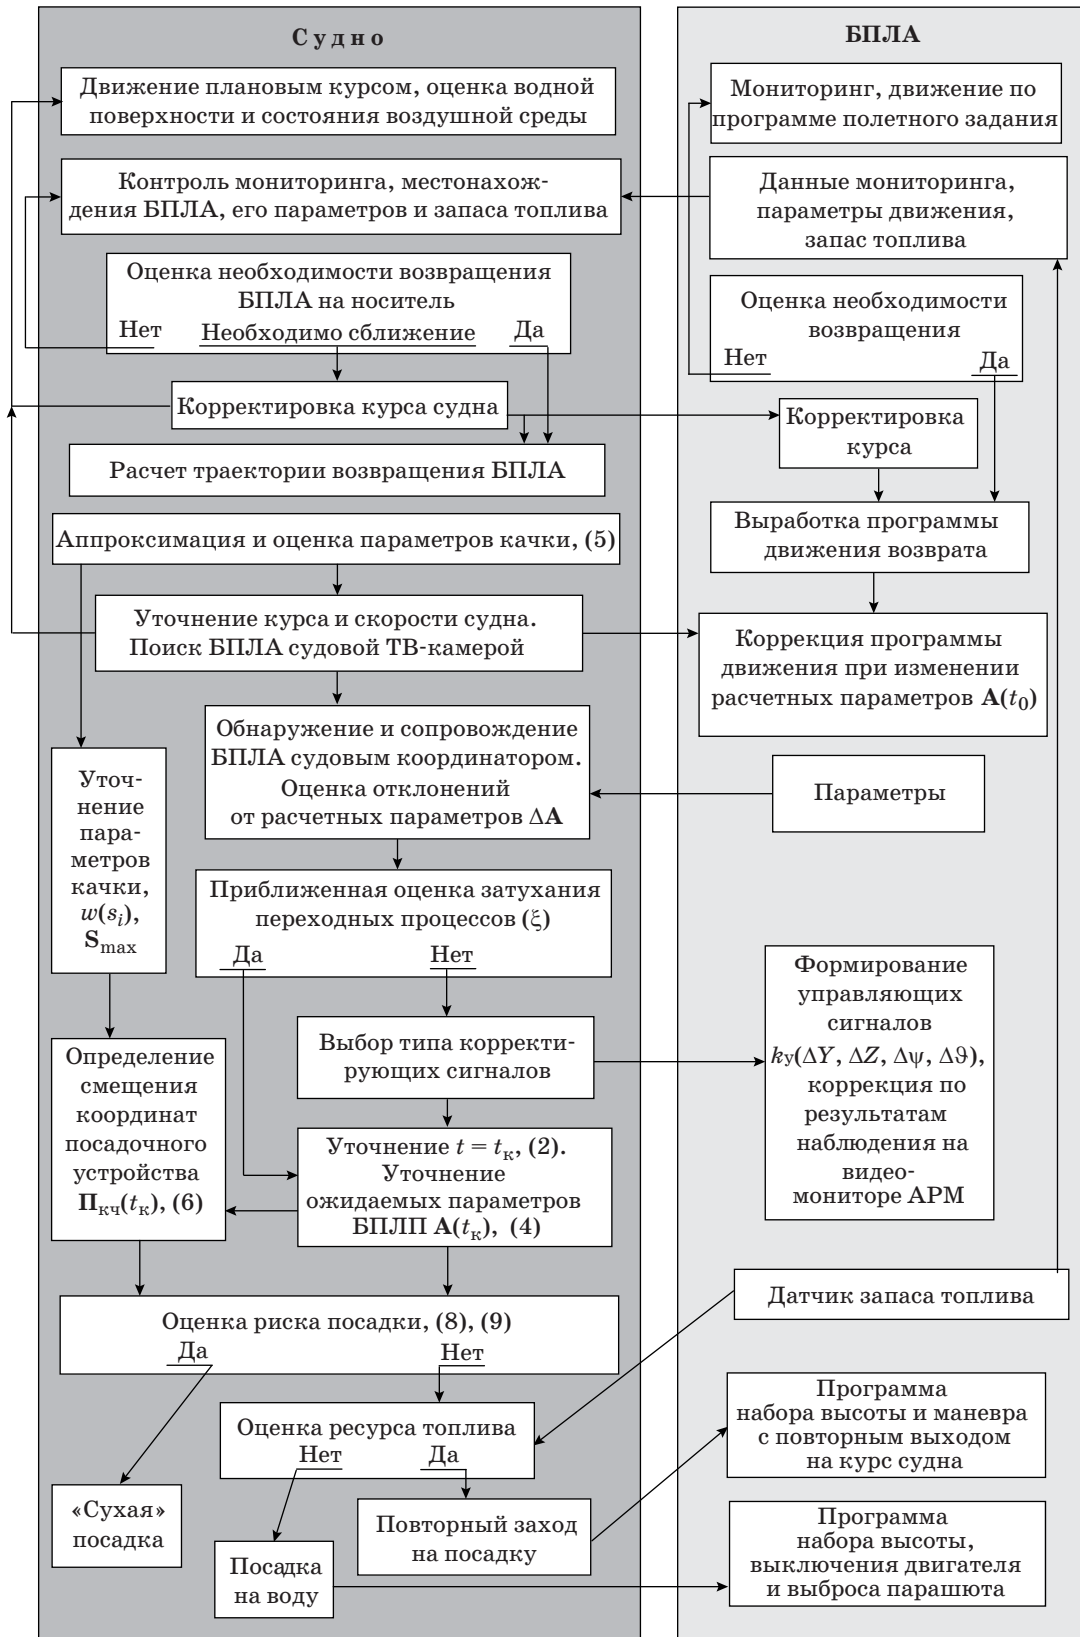 Судно
Движение плановым курсом, оценка водной
поверхности и состояния воздушной среды
Контроль мониторинга, местонахож-
дения БПЛА, его параметров и запаса топлива
Оценка необходимости возвращения
БПЛА на носитель
Нет Необходимо сближение Да
Корректировка курса судна
Расчет траектории возвращения БПЛА
Аппроксимация и оценка параметров качки, (5)
Уточнение курса и скорости судна.
Поиск БПЛА судовой ТВ-камерой
Обнаружение и сопровождение
БПЛА судовым координатором.
Оценка отклонений
от расчетных параметров ΔA
Уточ-
нение
пара-
метров
качки,
w(s_i),
S_max
Приближенная оценка затухания
переходных процессов (ξ)
Да Нет
Выбор типа корректи-
рующих сигналов
Определение
смещения
координат
посадочного
устройства
П_кч(t_к), (6)
Уточнение t = t_к, (2).
Уточнение
ожидаемых параметров
БПЛП A(t_к), (4)
Оценка риска посадки, (8), (9)
Да Нет
Оценка ресурса топлива
Нет Да
«Сухая»
посадка
Повторный заход
на посадку
Посадка
на воду
БПЛА
Мониторинг, движение по
программе полетного задания
Данные мониторинга,
параметры движения,
запас топлива
Оценка необходимости
возвращения
Нет Да
Корректировка
курса
Выработка программы
движения возврата
Коррекция программы
движения при изменении
расчетных параметров A(t_0)
Параметры
Формирование
управляющих
сигналов
k_у(ΔY, ΔZ, Δψ, Δϑ),
коррекция по
результатам
наблюдения на
видео-
мониторе АРМ
Датчик запаса топлива
Программа
набора высоты и маневра
с повторным выходом
на курс судна
Программа
набора высоты,
выключения двигателя
и выброса парашюта